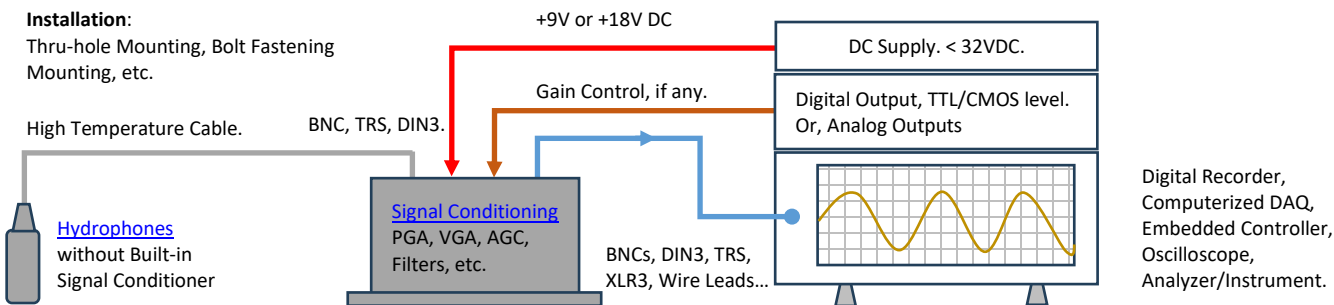 Installation:
Thru-hole Mounting, Bolt Fastening
Mounting, etc.
+9V or +18V DC
DC Supply. < 32VDC.
Gain Control, if any.
Digital Output, TTL/CMOS level.
Or, Analog Outputs
High Temperature Cable.
BNC, TRS, DIN3.
Hydrophones
without Built-in
Signal Conditioner
Signal Conditioning
PGA, VGA, AGC,
Filters, etc.
BNCs, DIN3, TRS,
XLR3, Wire Leads…
Digital Recorder,
Computerized DAQ,
Embedded Controller,
Oscilloscope,
Analyzer/Instrument.